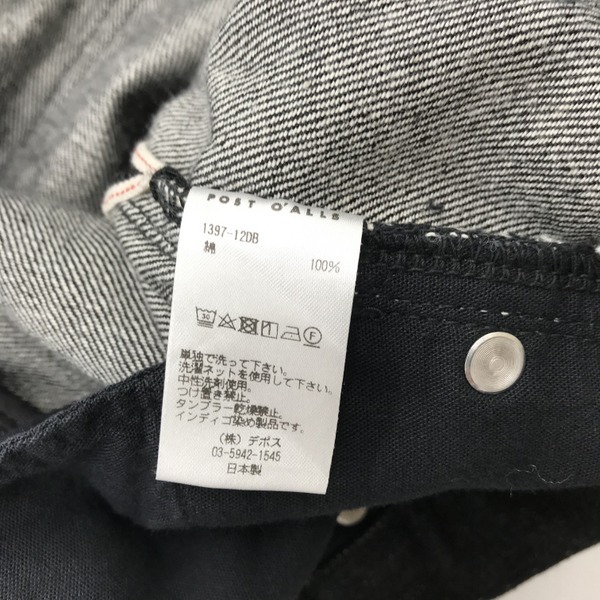 POST O'ALLS
1397-12DB
綿
100%
30
F
単独で洗って下さい。
洗濯ネットを使用して下さい。
中性洗剤使用。
つけ置き禁止。
タンブラー乾燥禁止。
インディゴ染め製品です。
(株) デポス
03-5942-1545
日本製